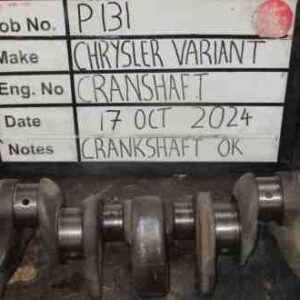 Job No. P131
Make CHRYSLER VARIANT
Eng. No CRANSHAFT
Date 17 OCT 2024
Notes CRANKSHAFT OK